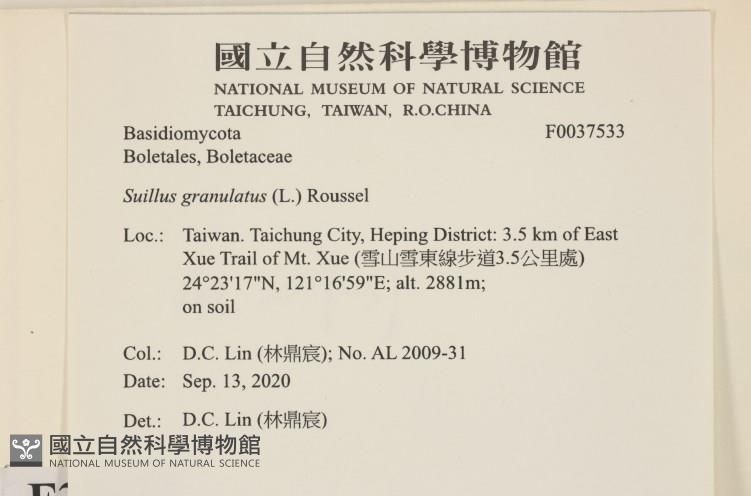 國立自然科學博物館
NATIONAL MUSEUM OF NATURAL SCIENCE
TAICHUNG, TAIWAN, R.O.CHINA
Basidiomycota F0037533
Boletales, Boletaceae
Suillus granulatus (L.) Roussel
Loc.: Taiwan. Taichung City, Heping District: 3.5 km of East
Xue Trail of Mt. Xue (雪山雪東線步道3.5公里處)
24°23'17"N, 121°16'59"E; alt. 2881m;
on soil
Col.: D.C. Lin (林鼎宸); No. AL 2009-31
Date: Sep. 13, 2020
Det.: D.C. Lin (林鼎宸)
國立自然科學博物館
NATIONAL MUSEUM OF NATURAL SCIENCE